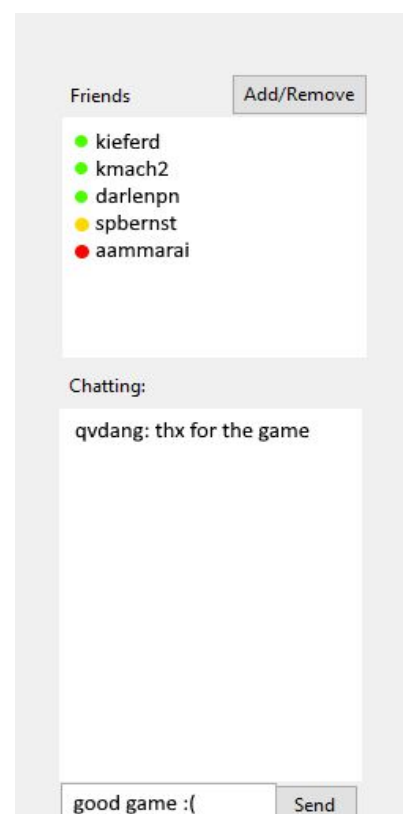 Friends Add/Remove
kieferd
kmach2
darlenpn
spbernst
aammarai
Chatting:
qvdang: thx for the game
good game :( Send